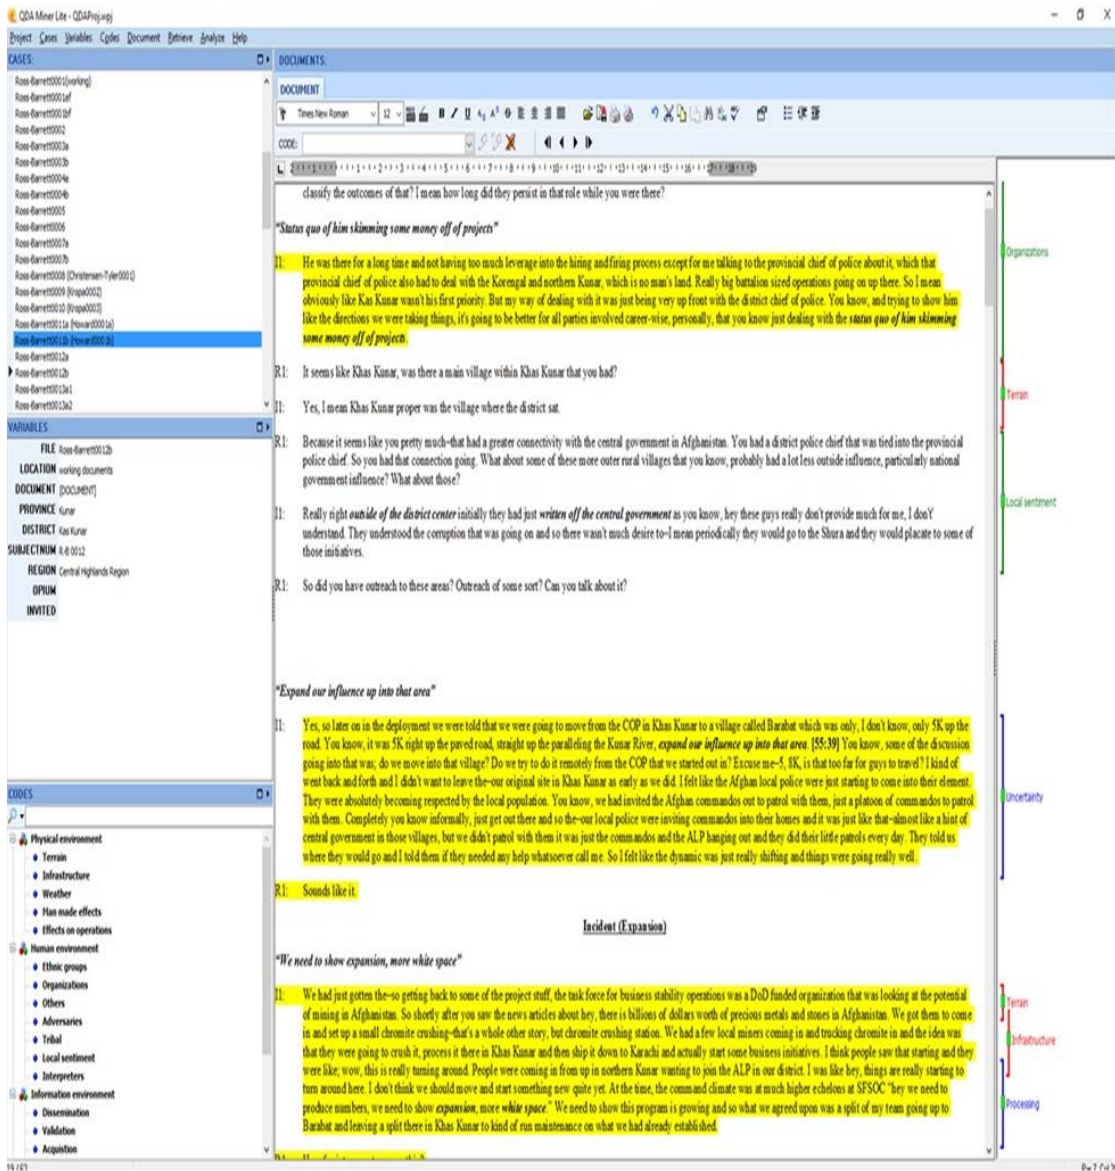 QDA Miner Lite - QDAProj.wpj
Project Cases Variables Codes Document Retrieve Analyze Help
CASES:
Ross-Barrett0001(working)
Ross-Barrett0001af
Ross-Barrett0001bf
Ross-Barrett0002
Ross-Barrett0003a
Ross-Barrett0003b
Ross-Barrett0004a
Ross-Barrett0004b
Ross-Barrett0005
Ross-Barrett0006
Ross-Barrett0007a
Ross-Barrett0007b
Ross-Barrett0008 (Christensen-Tyler0001)
Ross-Barrett0009 (Kropa0002)
Ross-Barrett0010 (Kropa0003)
Ross-Barrett0011a (Howard0001a)
Ross-Barrett0011b (Howard0001b)
Ross-Barrett0012a
Ross-Barrett0012b
Ross-Barrett0013a1
Ross-Barrett0013a2
VARIABLES
FILE Ross-Barrett0012b
LOCATION working documents
DOCUMENT [DOCUMENT]
PROVINCE Kunar
DISTRICT Kas Kunar
SUBJECTNUM R-B 0012
REGION Central Highlands Region
OPIUM
INVITED
CODES
Physical environment
Terrain
Infrastructure
Weather
Man made effects
Effects on operations
Human environment
Ethnic groups
Organizations
Others
Adversaries
Tribal
Local sentiment
Interpreters
Information environment
Dissemination
Validation
Acquistion
DOCUMENTS:
DOCUMENT
Times New Roman 12
CODE:
classify the outcomes of that? I mean how long did they persist in that role while you were there?
"Status quo of him skimming some money off of projects"
I1: He was there for a long time and not having too much leverage into the hiring and firing process except for me talking to the provincial chief of police about it, which that
provincial chief of police also had to deal with the Korengal and northern Kunar, which is no man's land. Really big battalion sized operations going on up there. So I mean
obviously like Kas Kunar wasn't his first priority. But my way of dealing with it was just being very up front with the district chief of police. You know, and trying to show him
like the directions we were taking things, it's going to be better for all parties involved career-wise, personally, that you know just dealing with the status quo of him skimming
some money off of projects.
R1: It seems like Khas Kunar, was there a main village within Khas Kunar that you had?
I1: Yes, I mean Khas Kunar proper was the village where the district sat.
R1: Because it seems like you pretty much–that had a greater connectivity with the central government in Afghanistan. You had a district police chief that was tied into the provincial
police chief. So you had that connection going. What about some of these more outer rural villages that you know, probably had a lot less outside influence, particularly national
government influence? What about those?
I1: Really right outside of the district center initially they had just written off the central government as you know, hey these guys really don't provide much for me, I don'Y
understand. They understood the corruption that was going on and so there wasn't much desire to–I mean periodically they would go to the Shura and they would placate to some of
those initiatives.
R1: So did you have outreach to these areas? Outreach of some sort? Can you talk about it?
"Expand our influence up into that area"
I1: Yes, so later on in the deployment we were told that we were going to move from the COP in Khas Kunar to a village called Barabat which was only, I don't know, only 5K up the
road. You know, it was 5K right up the paved road, straight up the paralleling the Kunar River, expand our influence up into that area. [55:39] You know, some of the discussion
going into that was; do we move into that village? Do we try to do it remotely from the COP that we started out in? Excuse me–5, 8K, is that too far for guys to travel? I kind of
went back and forth and I didn't want to leave the–our original site in Khas Kunar as early as we did. I felt like the Afghan local police were just starting to come into their element.
They were absolutely becoming respected by the local population. You know, we had invited the Afghan commandos out to patrol with them, just a platoon of commandos to patrol
with them. Completely you know informally, just get out there and so the–our local police were inviting commandos into their homes and it was just like that–almost like a hint of
central government in those villages, but we didn't patrol with them it was just the commandos and the ALP hanging out and they did their little patrols every day. They told us
where they would go and I told them if they needed any help whatsoever call me. So I felt like the dynamic was just really shifting and things were going really well.
R1: Sounds like it.
Incident (Expansion)
"We need to show expansion, more white space"
I1: We had just gotten the–so getting back to some of the project stuff, the task force for business stability operations was a DoD funded organization that was looking at the potential
of mining in Afghanistan. So shortly after you saw the news articles about hey, there is billions of dollars worth of precious metals and stones in Afghanistan. We got them to come
in and set up a small chromite crushing–that's a whole other story, but chromite crushing station. We had a few local miners coming in and trucking chromite in and the idea was
that they were going to crush it, process it there in Khas Kunar and then ship it down to Karachi and actually start some business initiatives. I think people saw that starting and they
were like; wow, this is really turning around. People were coming in from up in northern Kunar wanting to join the ALP in our district. I was like hey, things are really starting to
turn around here. I don't think we should move and start something new quite yet. At the time, the command climate was at much higher echelons at SFSOC "hey we need to
produce numbers, we need to show expansion, more white space." We need to show this program is growing and so what we agreed upon was a split of my team going up to
Barabat and leaving a split there in Khas Kunar to kind of run maintenance on what we had already established.
Organizations
Terrain
Local sentiment
Uncertainty
Terrain
Infrastructure
Processing